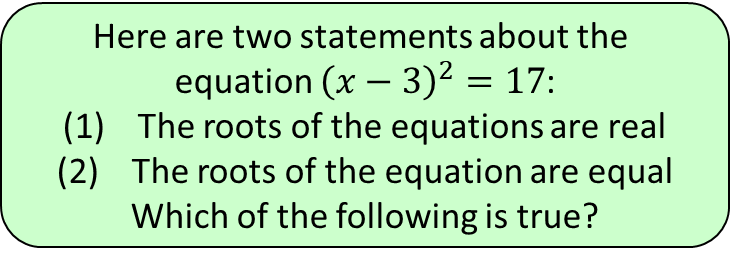 Here are two statements about the
equation (x − 3)² = 17:
(1) The roots of the equations are real
(2) The roots of the equation are equal
Which of the following is true?